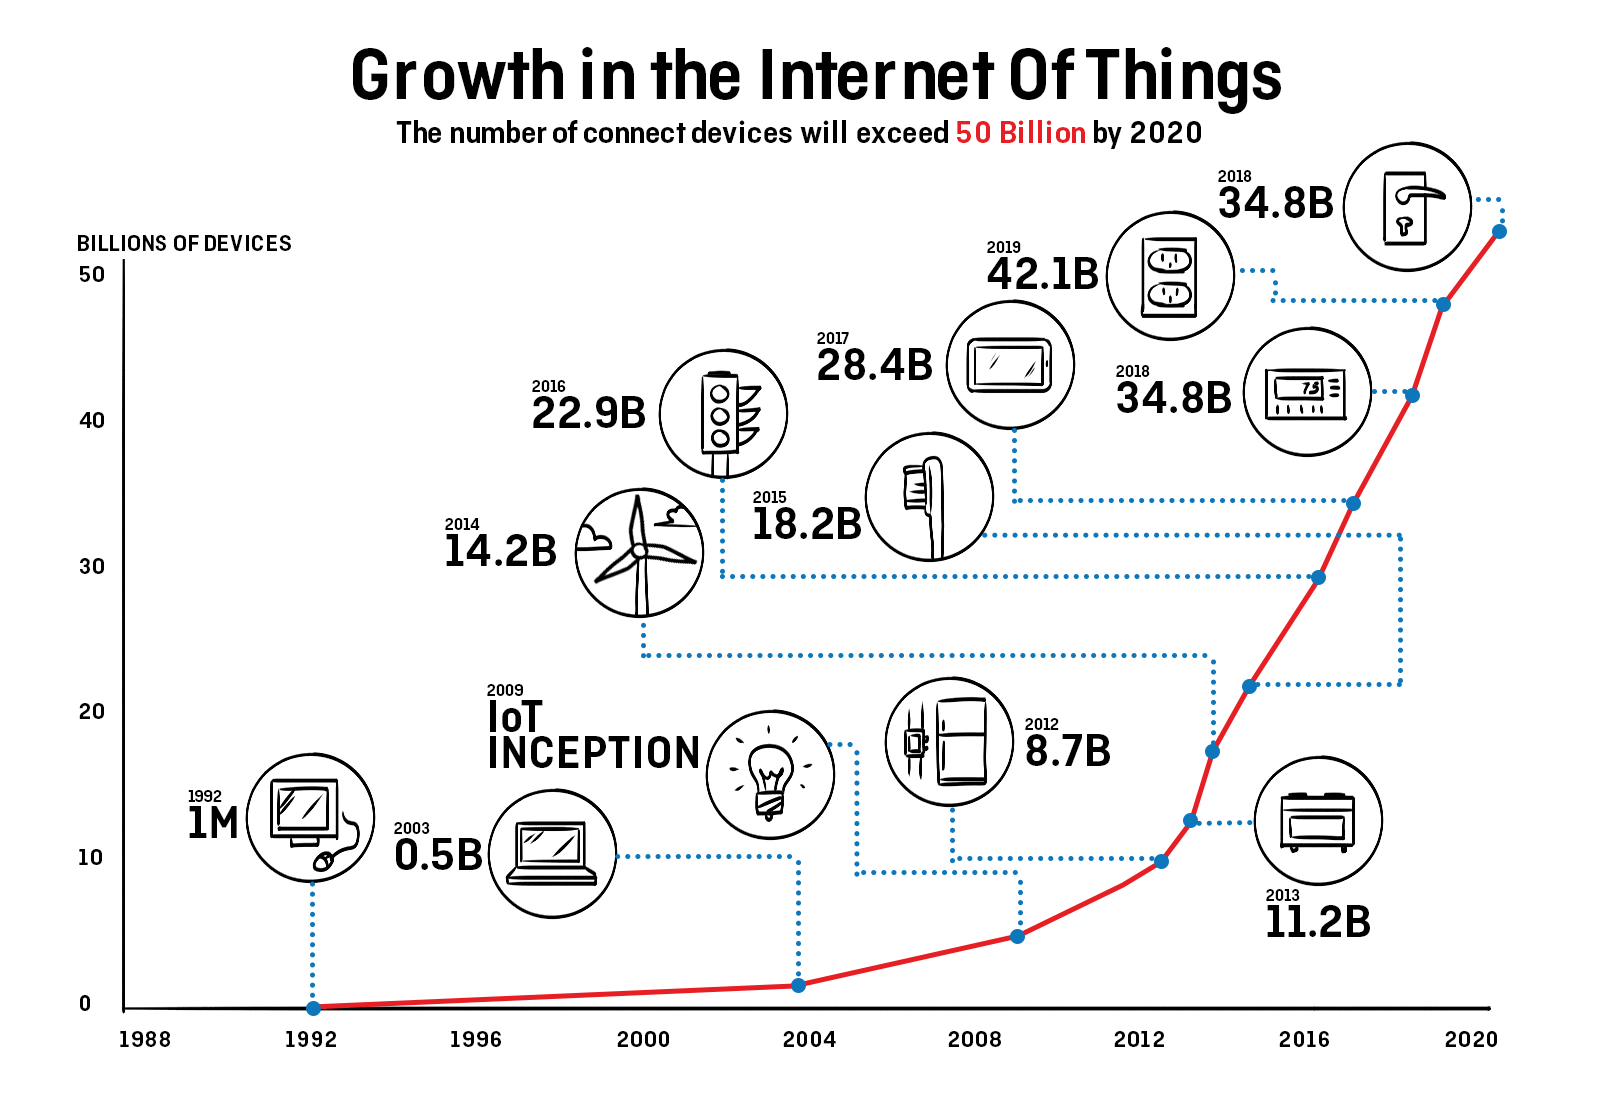 Growth in the Internet Of Things
The number of connect devices will exceed 50 Billion by 2020
BILLIONS OF DEVICES
50
40
30
20
10
0
1988
1992
1996
2000
2004
2008
2012
2016
2020
1992
1M
2003
0.5B
2009
IoT
INCEPTION
2012
8.7B
2013
11.2B
2014
14.2B
2015
18.2B
2016
22.9B
2017
28.4B
2018
34.8B
7.5
2019
42.1B
2018
34.8B